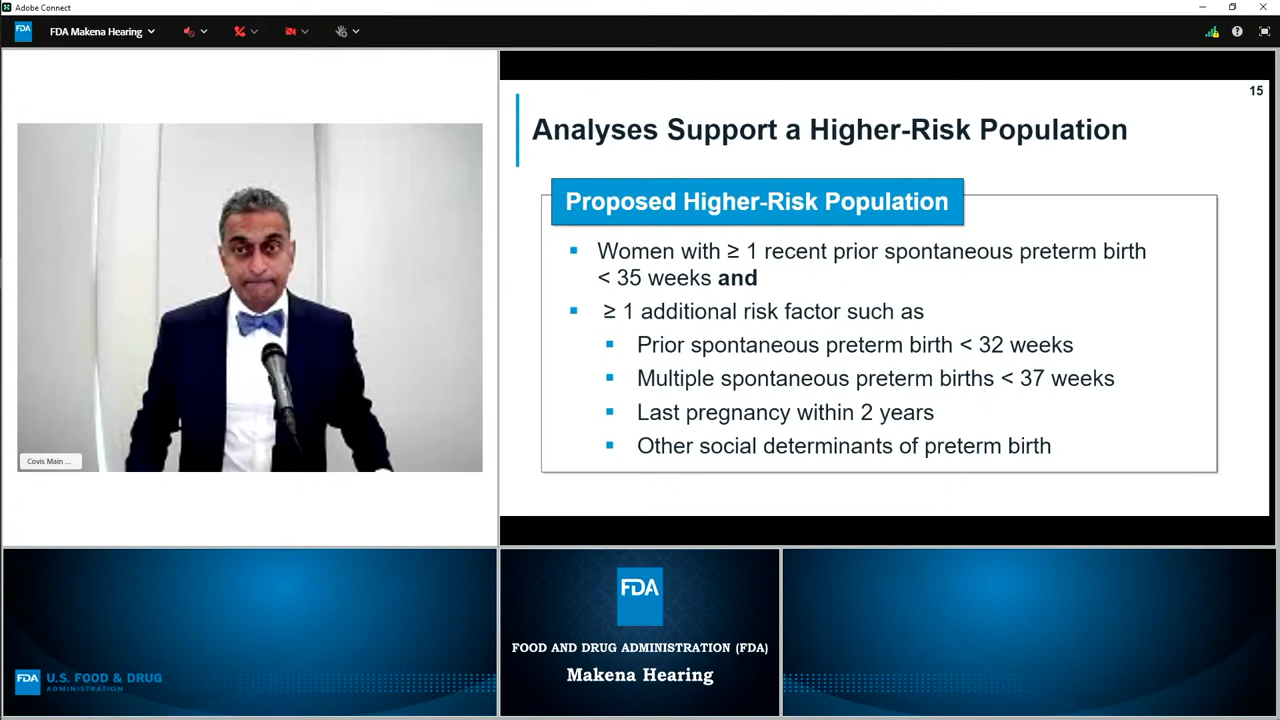 Adobe Connect
FDA
FDA Makena Hearing
15
Analyses Support a Higher-Risk Population
Proposed Higher-Risk Population
Women with ≥ 1 recent prior spontaneous preterm birth
< 35 weeks and
≥ 1 additional risk factor such as
Prior spontaneous preterm birth < 32 weeks
Multiple spontaneous preterm births < 37 weeks
Last pregnancy within 2 years
Other social determinants of preterm birth
Covis Main ...
FDA
FOOD AND DRUG ADMINISTRATION (FDA)
Makena Hearing
FDA
U.S. FOOD & DRUG
ADMINISTRATION